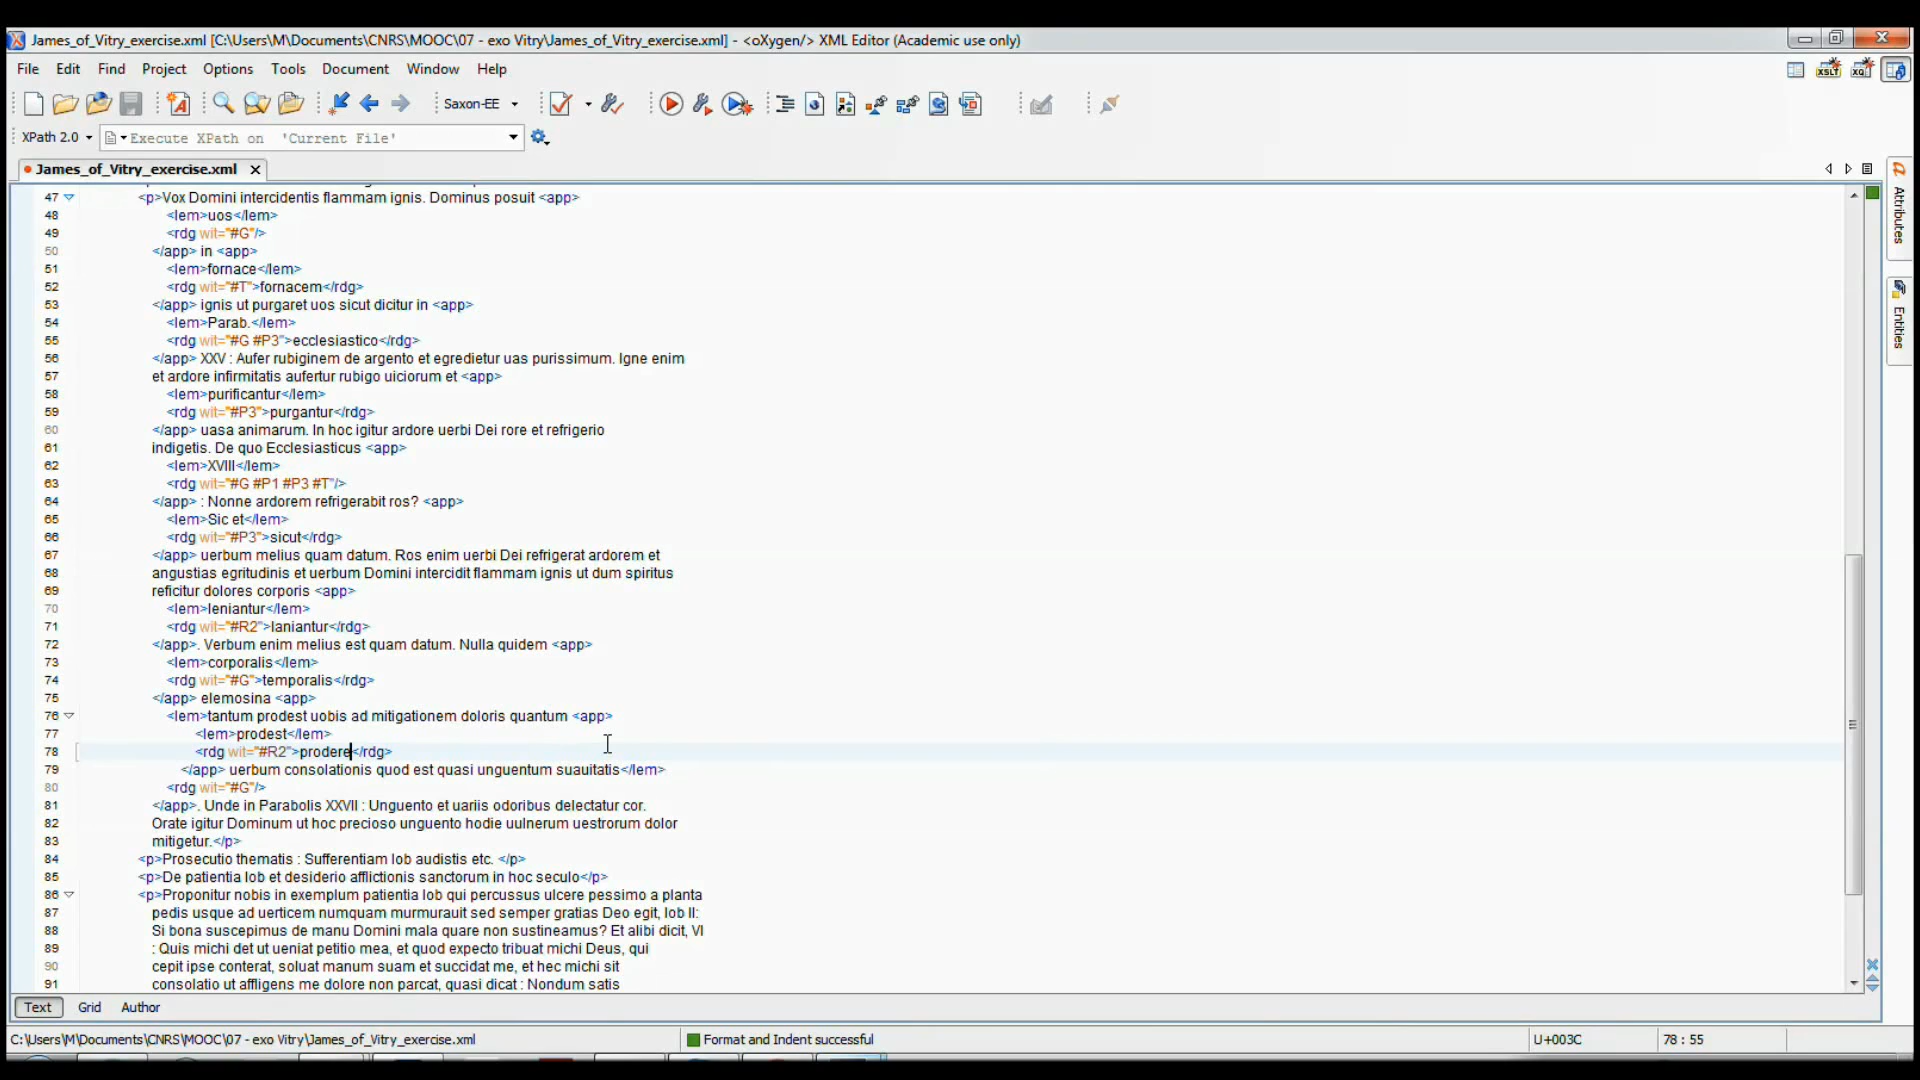 James_of_Vitry_exercise.xml [C:\Users\M\Documents\CNRS\MOOC\07 - exo Vitry\James_of_Vitry_exercise.xml] - <oXygen/> XML Editor (Academic use only)
File Edit Find Project Options Tools Document Window Help
Saxon-EE
XPath 2.0 Execute XPath on 'Current File'
James_of_Vitry_exercise.xml
47 <p>Vox Domini intercidentis flammam ignis. Dominus posuit <app>
48 <lem>uos</lem>
49 <rdg wit="#G"/>
50 </app> in <app>
51 <lem>fornace</lem>
52 <rdg wit="#T">fornacem</rdg>
53 </app> ignis ut purgaret uos sicut dicitur in <app>
54 <lem>Parab.</lem>
55 <rdg wit="#G #P3">ecclesiastico</rdg>
56 </app> XXV : Aufer rubiginem de argento et egredietur uas purissimum. Igne enim
57 et ardore infirmitatis aufertur rubigo uiciorum et <app>
58 <lem>purificantur</lem>
59 <rdg wit="#P3">purgantur</rdg>
60 </app> uasa animarum. In hoc igitur ardore uerbi Dei rore et refrigerio
61 indigetis. De quo Ecclesiasticus <app>
62 <lem>XVIII</lem>
63 <rdg wit="#G #P1 #P3 #T"/>
64 </app> : Nonne ardorem refrigerabit ros? <app>
65 <lem>Sic et</lem>
66 <rdg wit="#P3">sicut</rdg>
67 </app> uerbum melius quam datum. Ros enim uerbi Dei refrigerat ardorem et
68 angustias egritudinis et uerbum Domini intercidit flammam ignis ut dum spiritus
69 reficitur dolores corporis <app>
70 <lem>leniantur</lem>
71 <rdg wit="#R2">laniantur</rdg>
72 </app>. Verbum enim melius est quam datum. Nulla quidem <app>
73 <lem>corporalis</lem>
74 <rdg wit="#G">temporalis</rdg>
75 </app> elemosina <app>
76 <lem>tantum prodest uobis ad mitigationem doloris quantum <app>
77 <lem>prodest</lem>
78 <rdg wit="#R2">prodere</rdg>
79 </app> uerbum consolationis quod est quasi unguentum suauitatis</lem>
80 <rdg wit="#G"/>
81 </app>. Unde in Parabolis XXVII : Unguento et uariis odoribus delectatur cor.
82 Orate igitur Dominum ut hoc precioso unguento hodie uulnerum uestrorum dolor
83 mitigetur.</p>
84 <p>Prosecutio thematis : Sufferentiam Iob audistis etc. </p>
85 <p>De patientia Iob et desiderio afflictionis sanctorum in hoc seculo</p>
86 <p>Proponitur nobis in exemplum patientia Iob qui percussus ulcere pessimo a planta
87 pedis usque ad uerticem numquam murmurauit sed semper gratias Deo egit, Iob II:
88 Si bona suscepimus de manu Domini mala quare non sustineamus? Et alibi dicit, VI
89 : Quis michi det ut ueniat petitio mea, et quod expecto tribuat michi Deus, qui
90 cepit ipse conterat, soluat manum suam et succidat me, et hec michi sit
91 consolatio ut affligens me dolore non parcat, quasi dicat : Nondum satis
Attributes
Entities
Text Grid Author
C:\Users\M\Documents\CNRS\MOOC\07 - exo Vitry\James_of_Vitry_exercise.xml Format and Indent successful U+003C 78 : 55